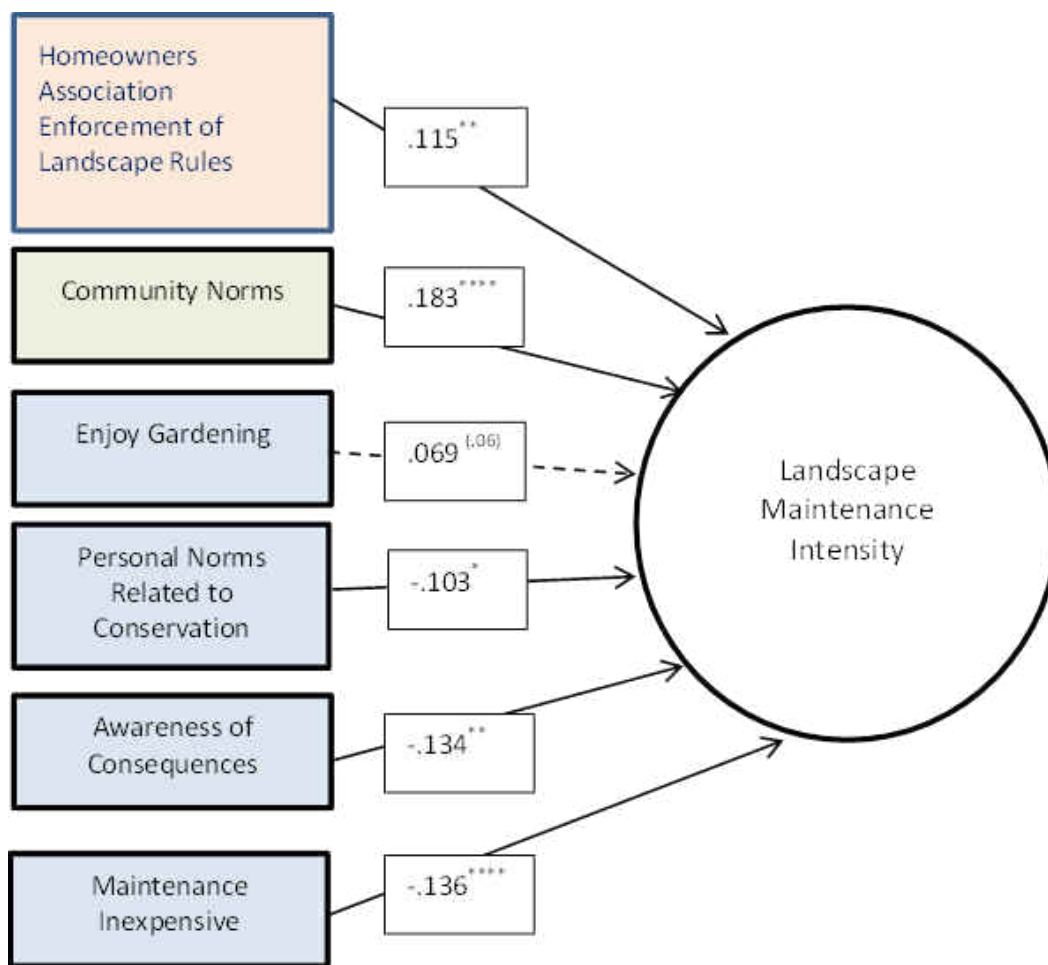 Homeowners
Association
Enforcement of
Landscape Rules
.115**
Community Norms
.183****
Enjoy Gardening
.069 (.06)
Personal Norms
Related to
Conservation
-.103*
Awareness of
Consequences
-.134**
Maintenance
Inexpensive
-.136****
Landscape
Maintenance
Intensity